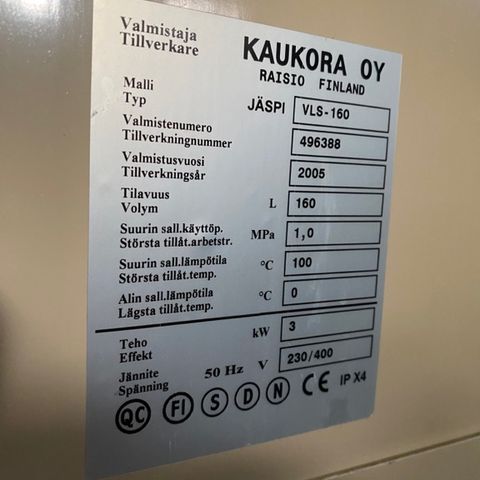 Valmistaja
Tillverkare
KAUKORA OY
RAISIO FINLAND
Malli
Typ
JÄSPI VLS-160
Valmistenumero
Tillverkningnummer
496388
Valmistusvuosi
Tillverkningsår
2005
Tilavuus
Volym
L 160
Suurin sall.käyttöp.
Största tillåt.arbetstr.
MPa 1,0
Suurin sall.lämpötila
Största tillåt.temp.
°C 100
Alin sall.lämpötila
Lägsta tillåt.temp.
°C 0
Teho
Effekt
kW 3
Jännite
Spänning
50 Hz V 230/400
QC FI S D N CE IP X4